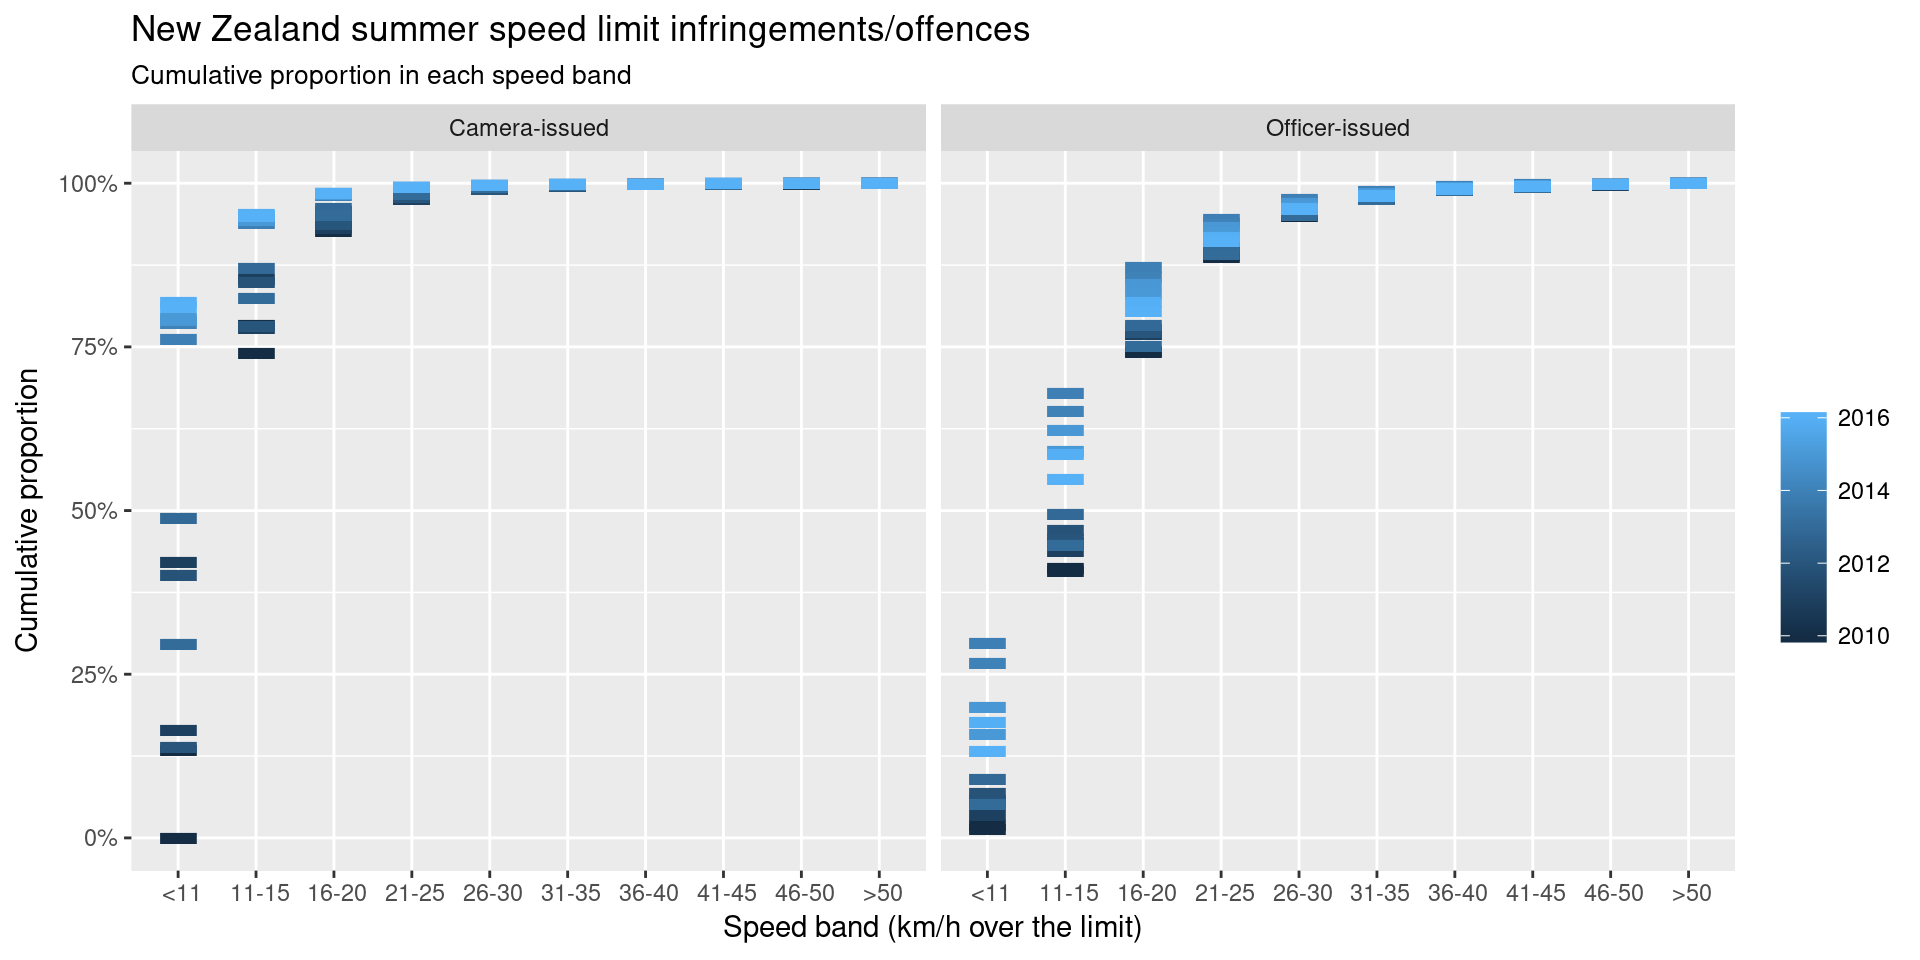 New Zealand summer speed limit infringements/offences
Cumulative proportion in each speed band
Camera-issued
Officer-issued
100%
75%
50%
25%
0%
Cumulative proportion
2016
2014
2012
2010
<11 11-15 16-20 21-25 26-30 31-35 36-40 41-45 46-50 >50
<11 11-15 16-20 21-25 26-30 31-35 36-40 41-45 46-50 >50
Speed band (km/h over the limit)